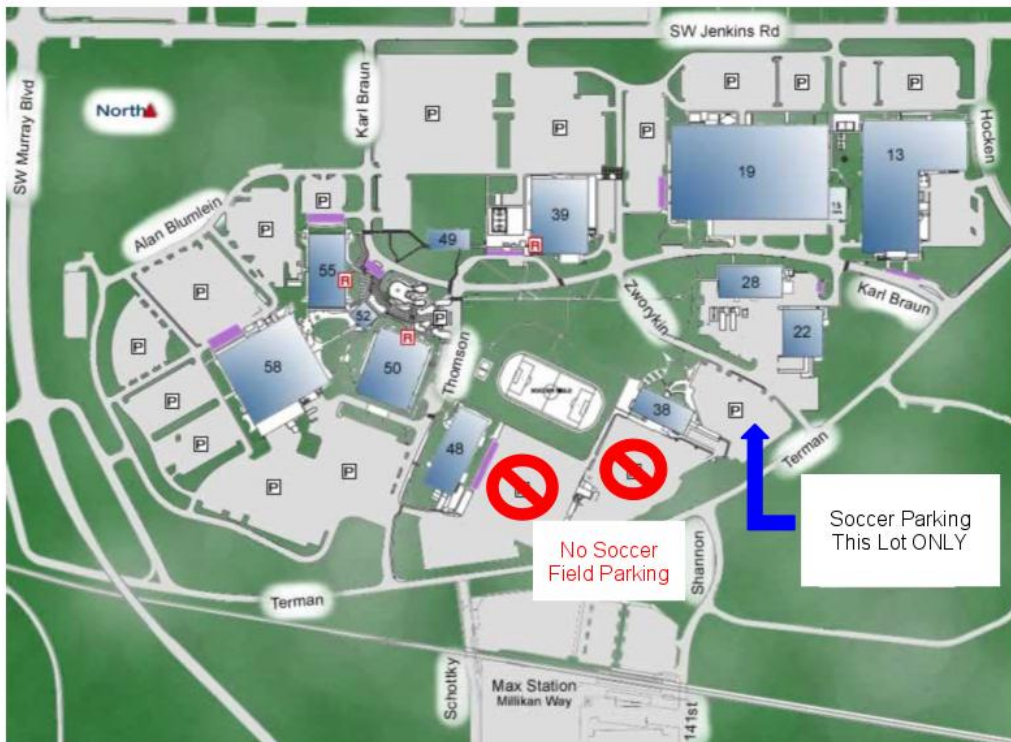 SW Jenkins Rd
SW Murray Blvd
North
Karl Braun
Hocken
P
P
P
P
P
P
P
19
13
Alan Blumlein
P
P
39
49
R
55
R
28
Karl Braun
P
52
P
Zworykin
22
R
50
Thomson
58
P
SOCCER FIELD
P
38
P
48
P
Terman
P
P
Soccer Parking
This Lot ONLY
No Soccer
Field Parking
Shannon
Terman
Schottky
Max Station
Millikan Way
141st